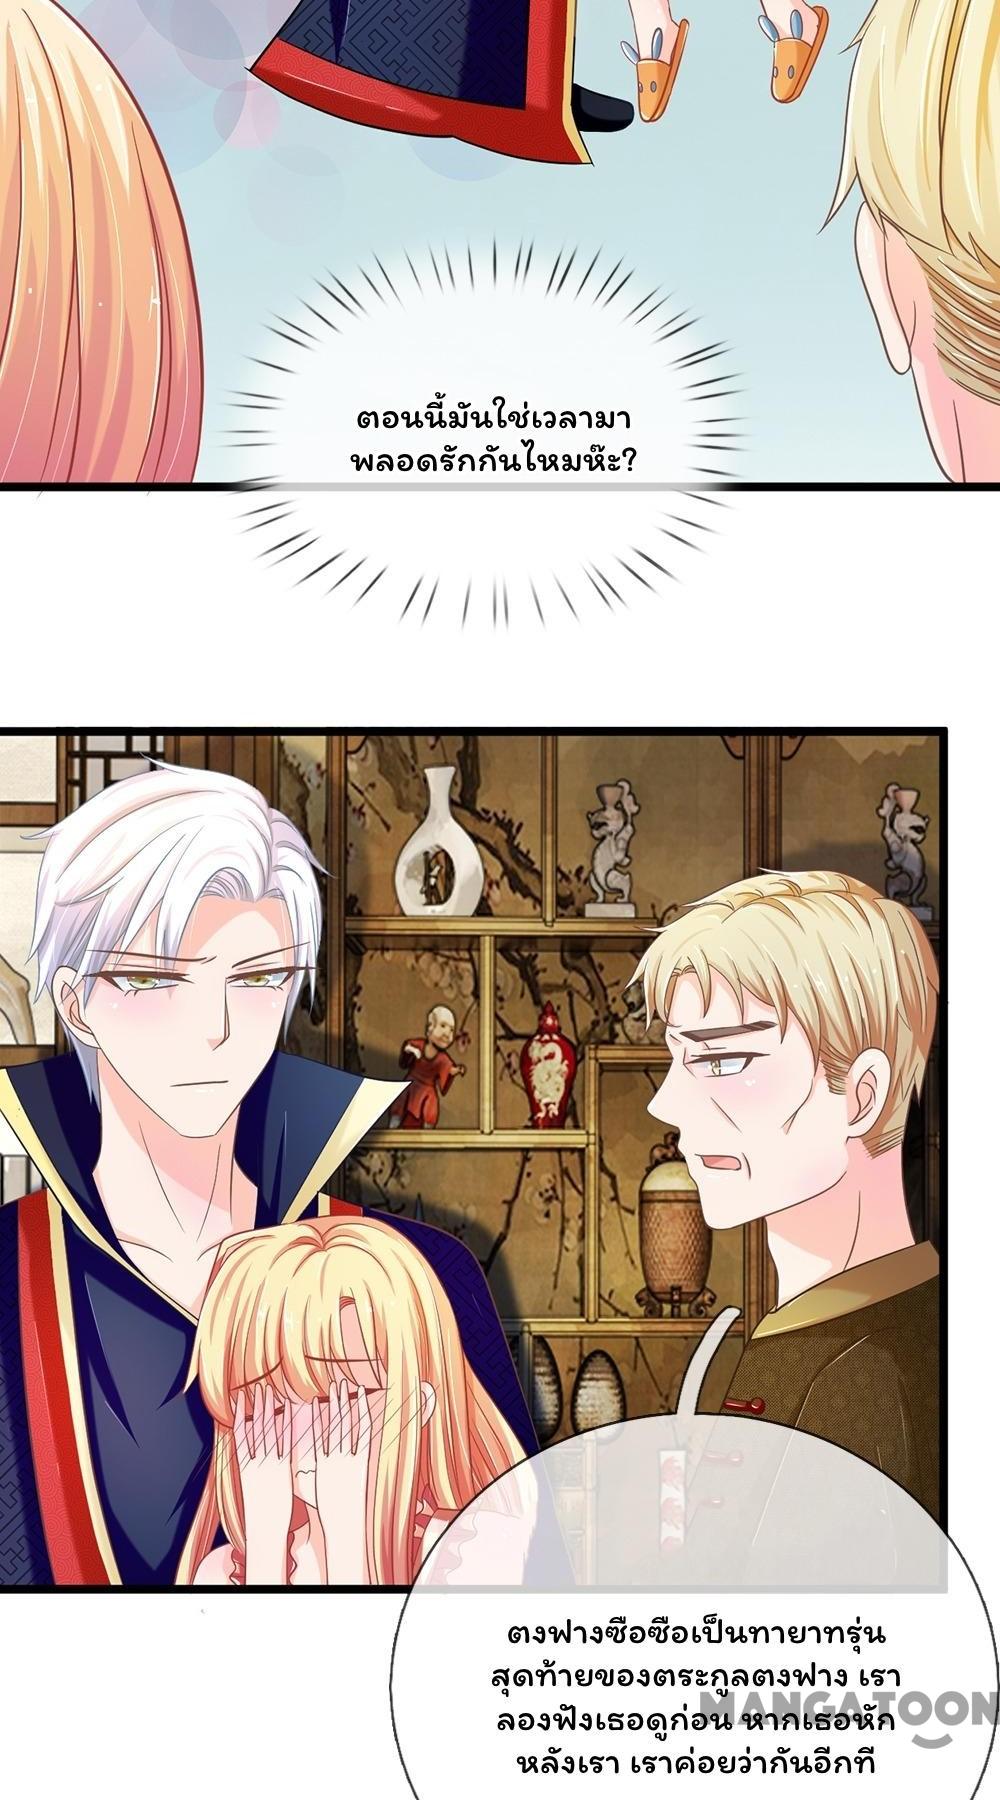 ตอนนี้มันใช่เวลามา
พลอดรักกันไหมห๊ะ?
ตงฟางซือซือเป็นทายาทรุ่น
สุดท้ายของตระกูลตงฟาง เรา
ลองฟังเธอดูก่อน หากเธอหัก
หลังเรา เราค่อยว่ากันอีกที
MANGATOON